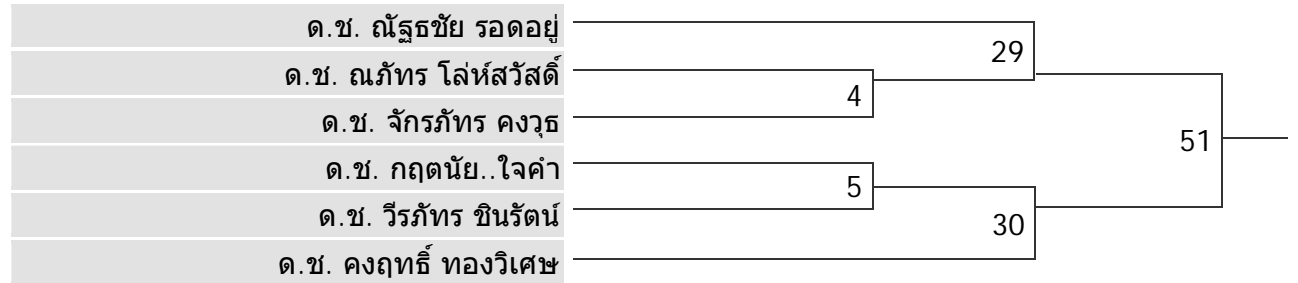 ด.ช. ณัฐธชัย รอดอยู่
29
ด.ช. ณภัทร โล่ห์สวัสดิ์
4
ด.ช. จักรภัทร คงวุธ
51
ด.ช. กฤตนัย..ใจคำ
5
ด.ช. วีรภัทร ชินรัตน์
30
ด.ช. คงฤทธิ์ ทองวิเศษ